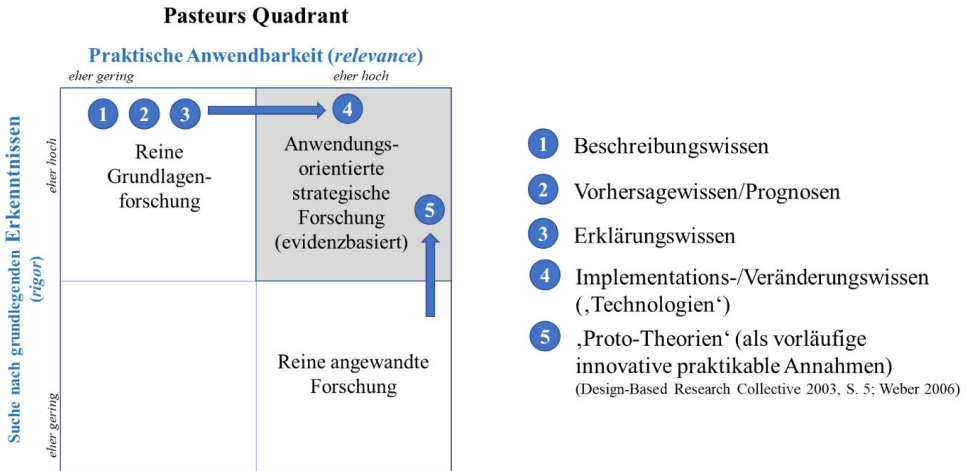 Pasteurs Quadrant
Praktische Anwendbarkeit (relevance)
eher gering
eher hoch
Suche nach grundlegenden Erkenntnissen
(rigor)
eher hoch
eher gering
1 2 3
4
Reine
Grundlagen-
forschung
Anwendungs-
orientierte
strategische
Forschung
(evidenzbasiert)
5
Reine angewandte
Forschung
1 Beschreibungswissen
2 Vorhersagewissen/Prognosen
3 Erklärungswissen
4 Implementations-/Veränderungswissen
(‚Technologien‘)
5 ‚Proto-Theorien‘ (als vorläufige
innovative praktikable Annahmen)
(Design-Based Research Collective 2003, S. 5; Weber 2006)